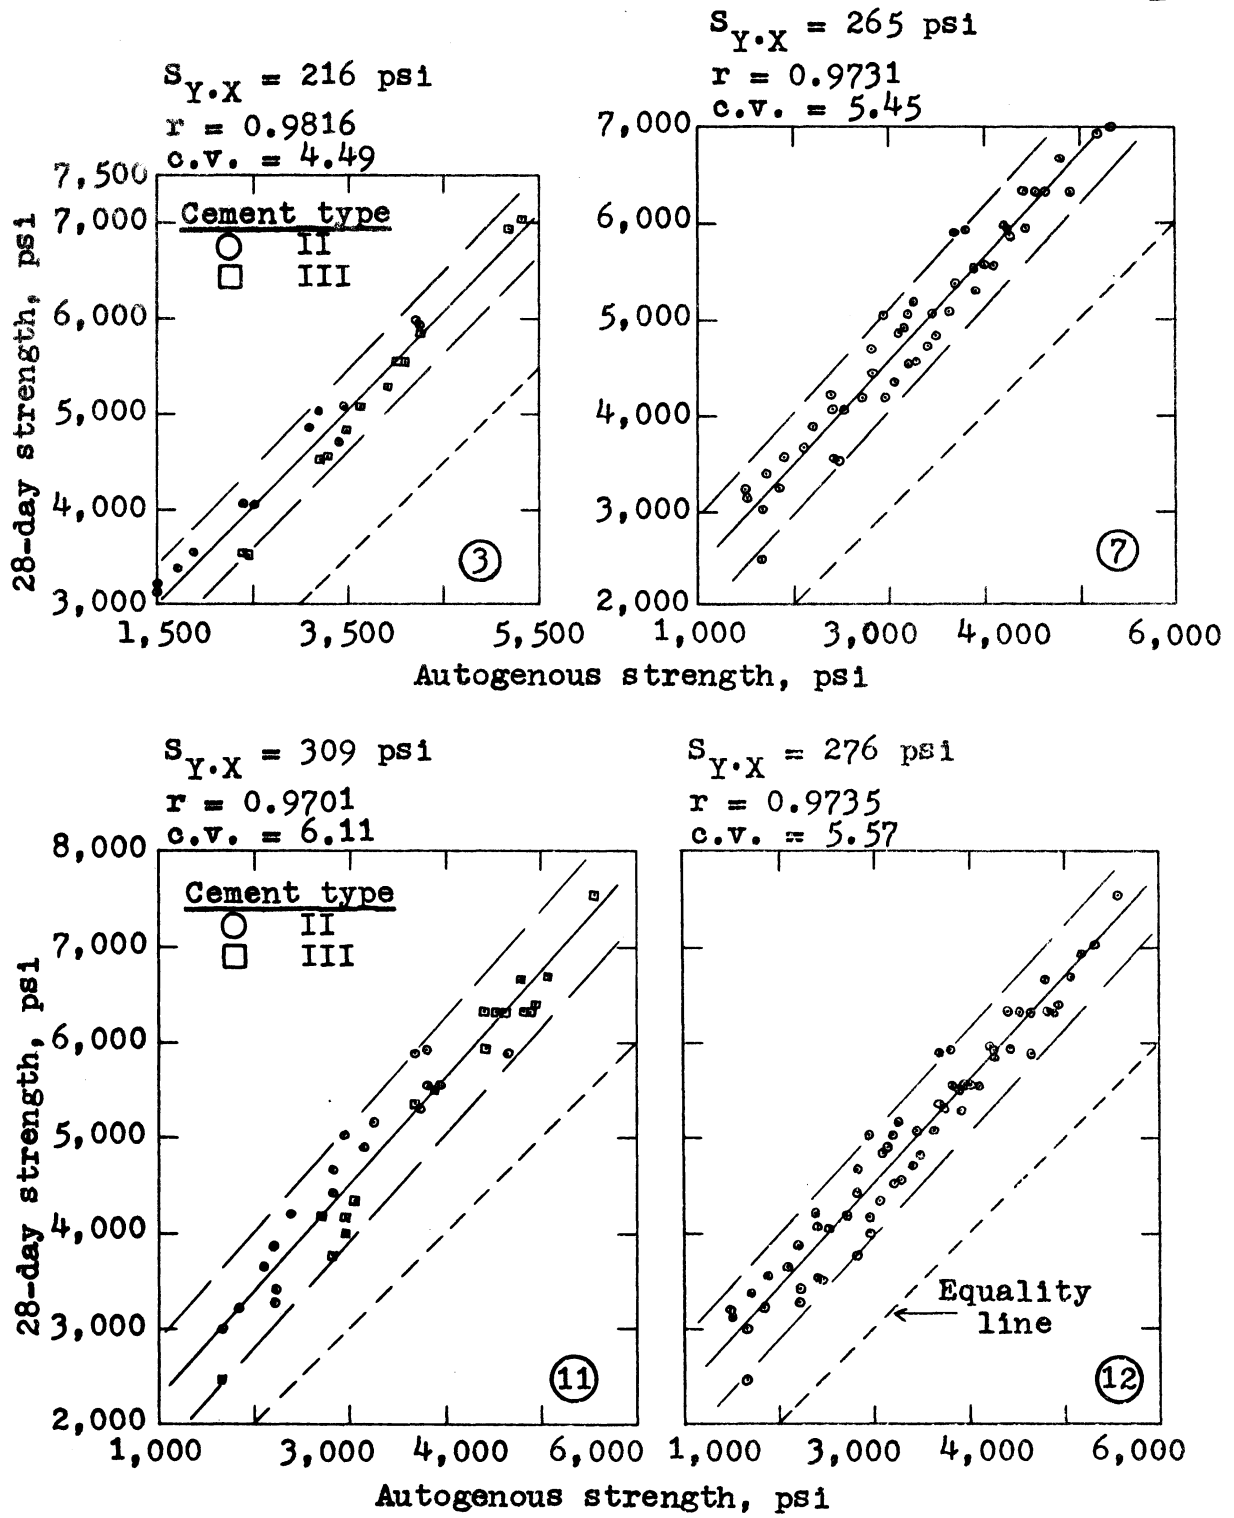 S Y·X = 216 psi
r = 0.9816
c.v. = 4.49
7,500
7,000
6,000
5,000
4,000
3,000
28-day strength, psi
Cement type
II
III
3
1,500
3,500
5,500
S Y·X = 265 psi
r = 0.9731
c.v. = 5.45
7,000
6,000
5,000
4,000
3,000
2,000
7
1,000
3,000
4,000
6,000
Autogenous strength, psi
S Y·X = 309 psi
r = 0.9701
c.v. = 6.11
8,000
7,000
6,000
5,000
4,000
3,000
2,000
28-day strength, psi
Cement type
II
III
11
1,000
3,000
4,000
6,000
S Y·X = 276 psi
r = 0.9735
c.v. = 5.57
Equality
line
12
1,000
3,000
4,000
6,000
Autogenous strength, psi